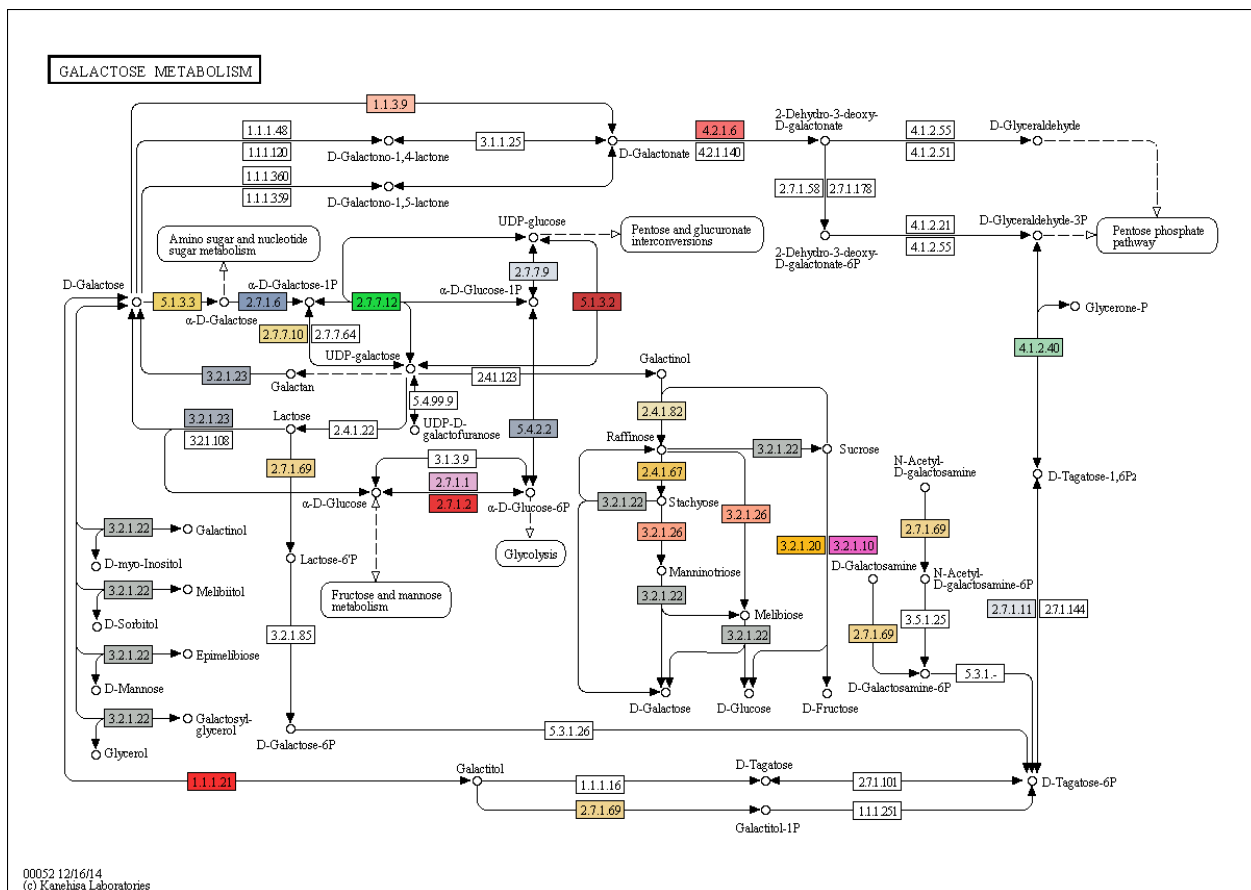 GALACTOSE METABOLISM
1.1.3.9
1.1.1.48
1.1.1.120
D-Galactono-1,4-lactone
3.1.1.25
D-Galactonate
4.2.1.6
4.2.1.140
2-Dehydro-3-deoxy-
D-galactonate
4.1.2.55
4.1.2.51
D-Glyceraldehyde
1.1.1.360
1.1.1.359
D-Galactono-1,5-lactone
2.7.1.58
2.7.1.178
Amino sugar and nucleotide
sugar metabolism
UDP-glucose
Pentose and glucuronate
interconversions
2-Dehydro-3-deoxy-
D-galactonate-6P
4.1.2.21
4.1.2.55
D-Glyceraldehyde-3P
Pentose phosphate
pathway
2.7.7.9
D-Galactose
5.1.3.3
α-D-Galactose
2.7.1.6
α-D-Galactose-1P
2.7.7.12
α-D-Glucose-1P
5.1.3.2
Glycerone-P
2.7.7.10
2.7.7.64
4.1.2.40
UDP-galactose
3.2.1.23
Galactan
2.4.1.123
Galactinol
5.4.99.9
UDP-D-
galactofuranose
3.2.1.23
3.2.1.108
Lactose
2.4.1.22
5.4.2.2
2.4.1.82
Raffinose
3.2.1.22
Sucrose
2.7.1.69
3.1.3.9
2.7.1.1
2.7.1.2
α-D-Glucose
α-D-Glucose-6P
2.4.1.67
3.2.1.22
Stachyose
3.2.1.26
3.2.1.26
N-Acetyl-
D-galactosamine
D-Tagatose-1,6P2
2.7.1.69
3.2.1.22
Galactinol
D-myo-Inositol
Lactose-6'P
Glycolysis
Fructose and mannose
metabolism
3.2.1.20
3.2.1.10
Manninotriose
D-Galactosamine
N-Acetyl-
D-galactosamine-6P
3.2.1.22
Melibiitol
D-Sorbitol
3.2.1.22
Melibiose
3.2.1.22
2.7.1.69
3.5.1.25
2.7.1.11
2.7.1.144
3.2.1.85
3.2.1.22
Epimelibiose
D-Mannose
5.3.1.-
D-Galactosamine-6P
D-Galactose
D-Glucose
D-Fructose
3.2.1.22
Galactosyl-
glycerol
Glycerol
D-Galactose-6P
5.3.1.26
1.1.1.21
Galactitol
1.1.1.16
D-Tagatose
2.7.1.101
D-Tagatose-6P
2.7.1.69
Galactitol-1P
1.1.1.251
00052 12/16/14
(c) Kanehisa Laboratories